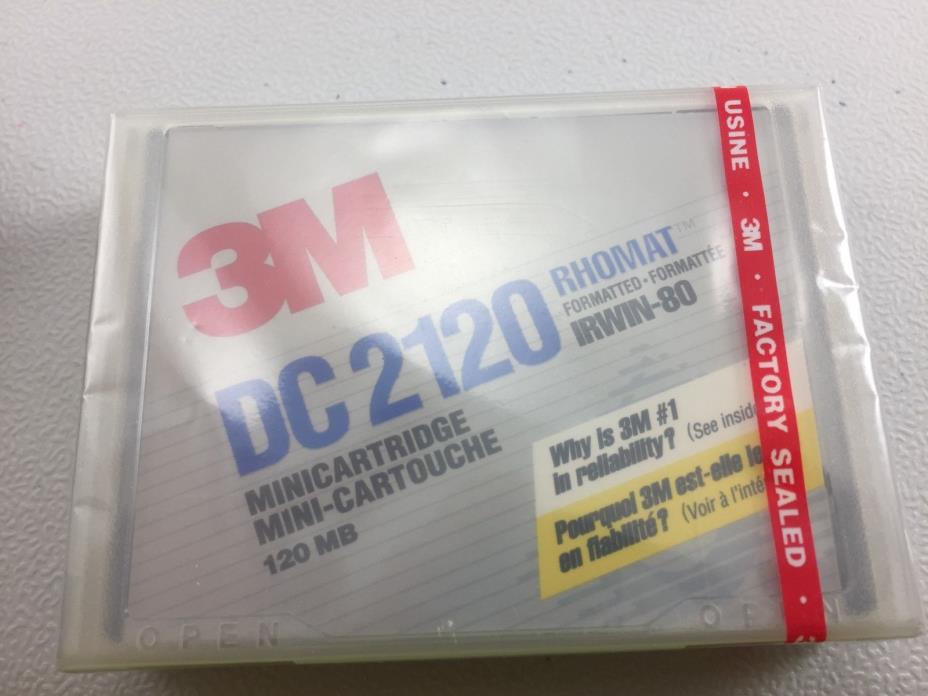 3M
DC 2120
RHOMAT™
FORMATTED · FORMATTÉE
IRWIN-80
MINICARTRIDGE
MINI-CARTOUCHE
120 MB
Why is 3M #1
in reliability? (See insid
Pourquoi 3M est-elle le
en fiabilité? (Voir à l'inté
USINE · 3M · FACTORY SEALED ·
OPEN
OPEN